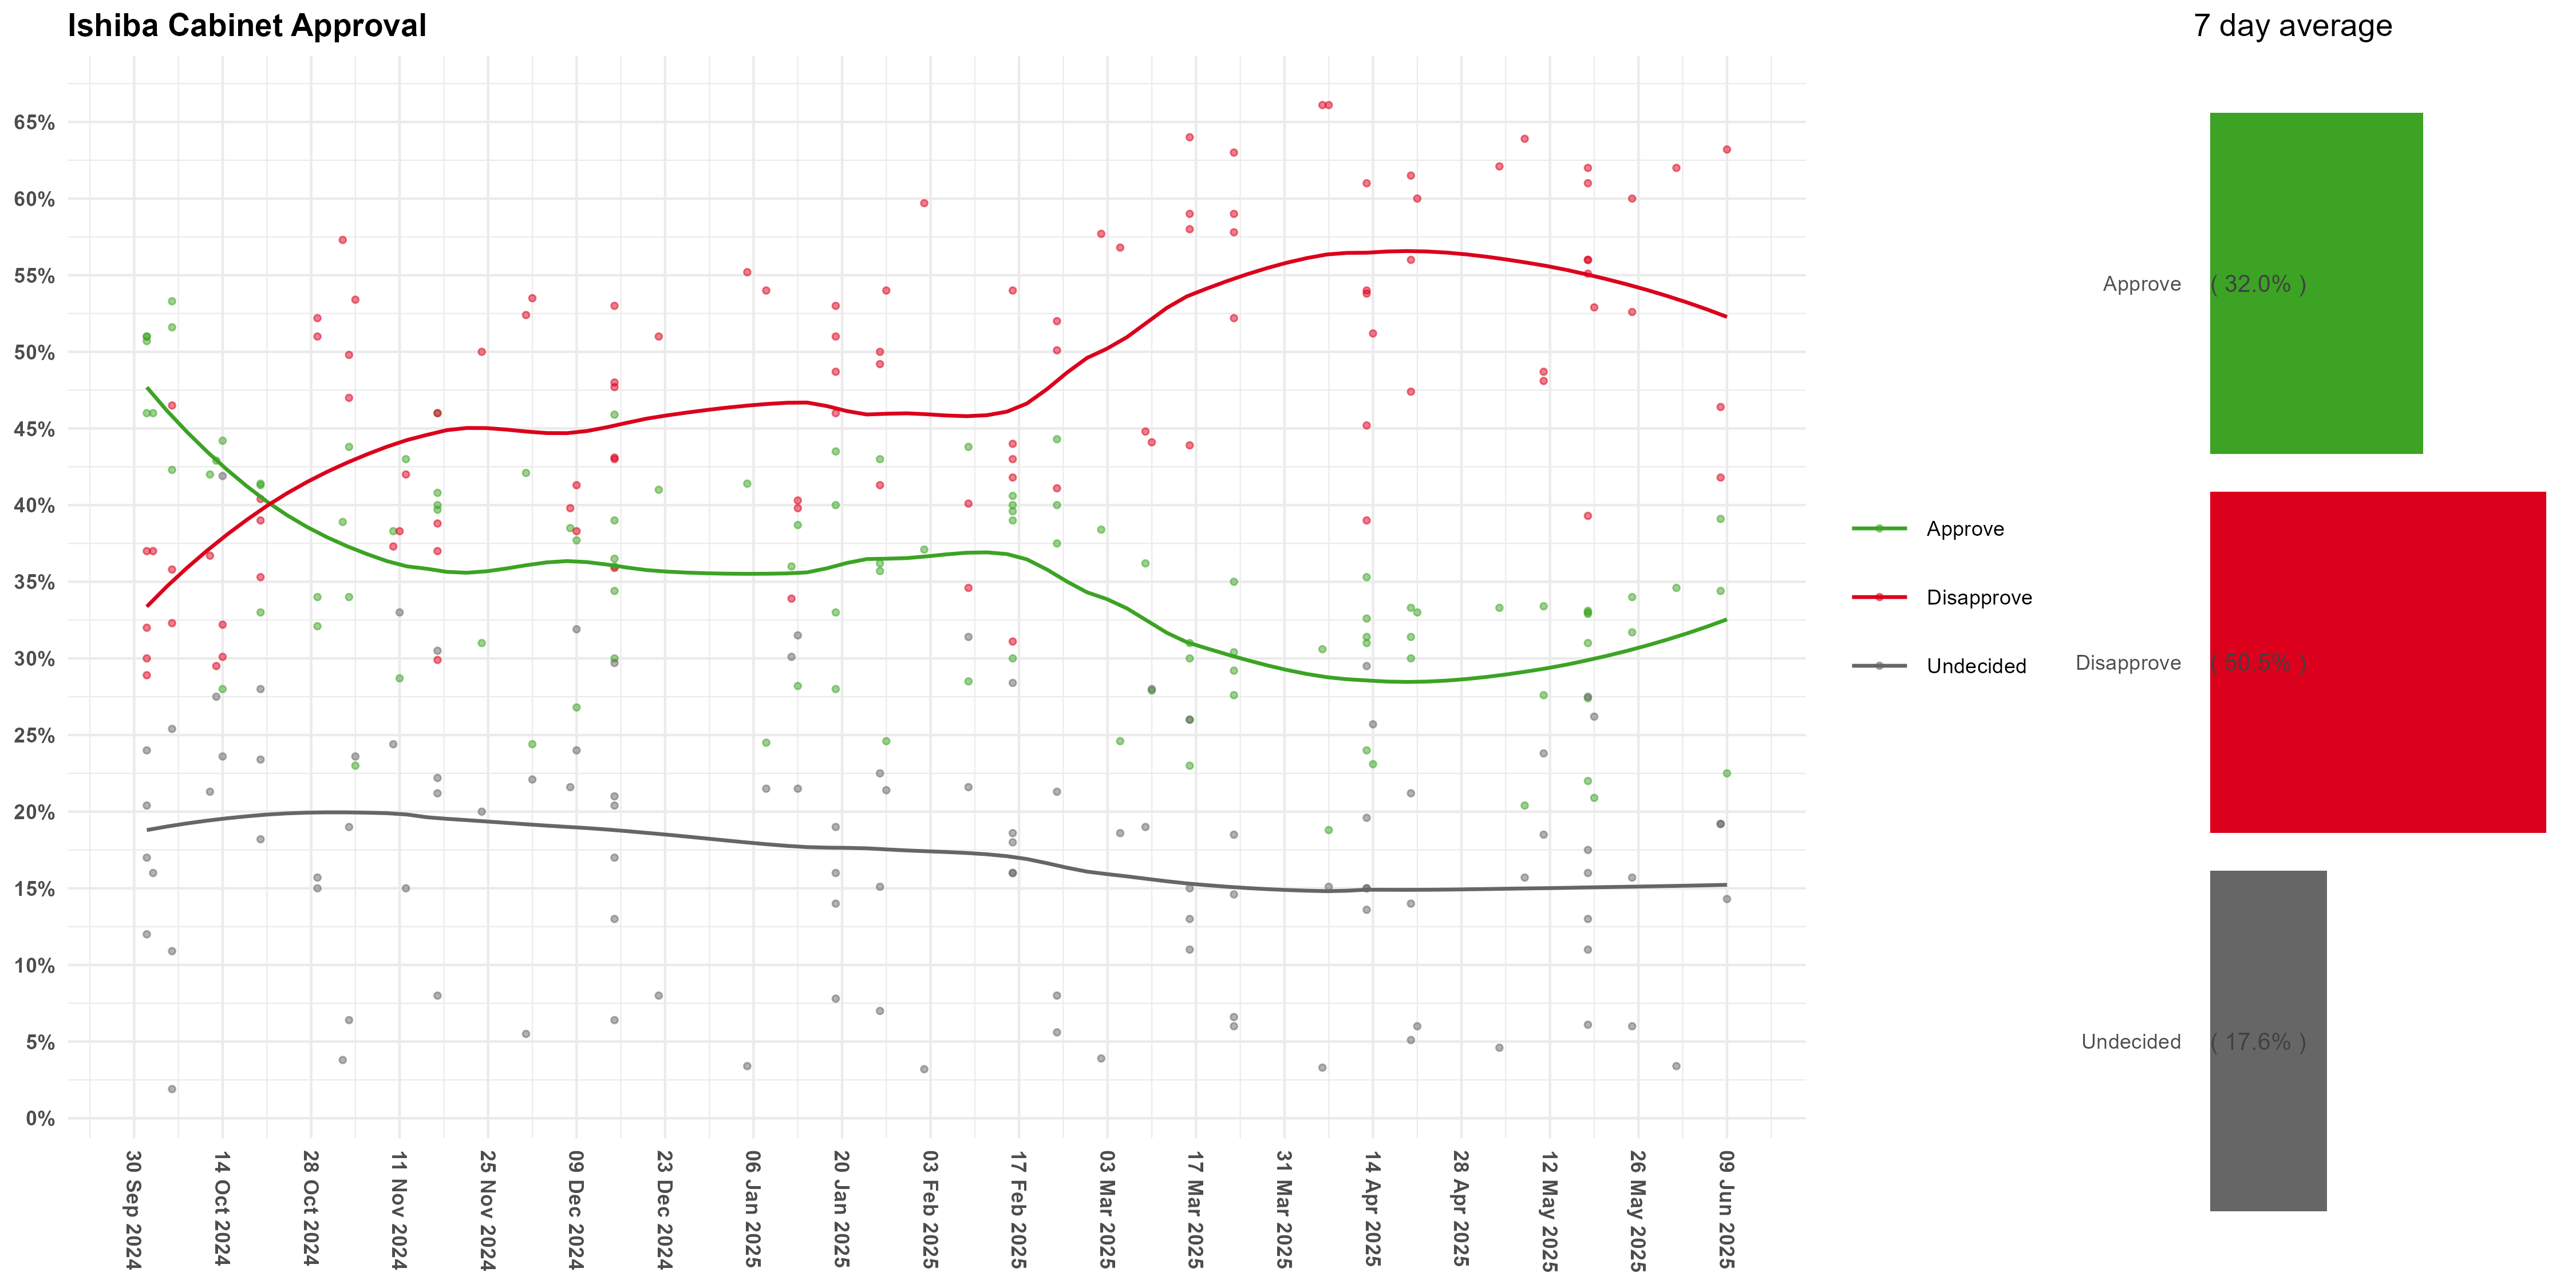 Ishiba Cabinet Approval
7 day average
65%
60%
55%
50%
45%
40%
35%
30%
25%
20%
15%
10%
5%
0%
30 Sep 2024
14 Oct 2024
28 Oct 2024
11 Nov 2024
25 Nov 2024
09 Dec 2024
23 Dec 2024
06 Jan 2025
20 Jan 2025
03 Feb 2025
17 Feb 2025
03 Mar 2025
17 Mar 2025
31 Mar 2025
14 Apr 2025
28 Apr 2025
12 May 2025
26 May 2025
09 Jun 2025
Approve
Disapprove
Undecided
Approve ( 32.0% )
Disapprove ( 50.5% )
Undecided ( 17.6% )